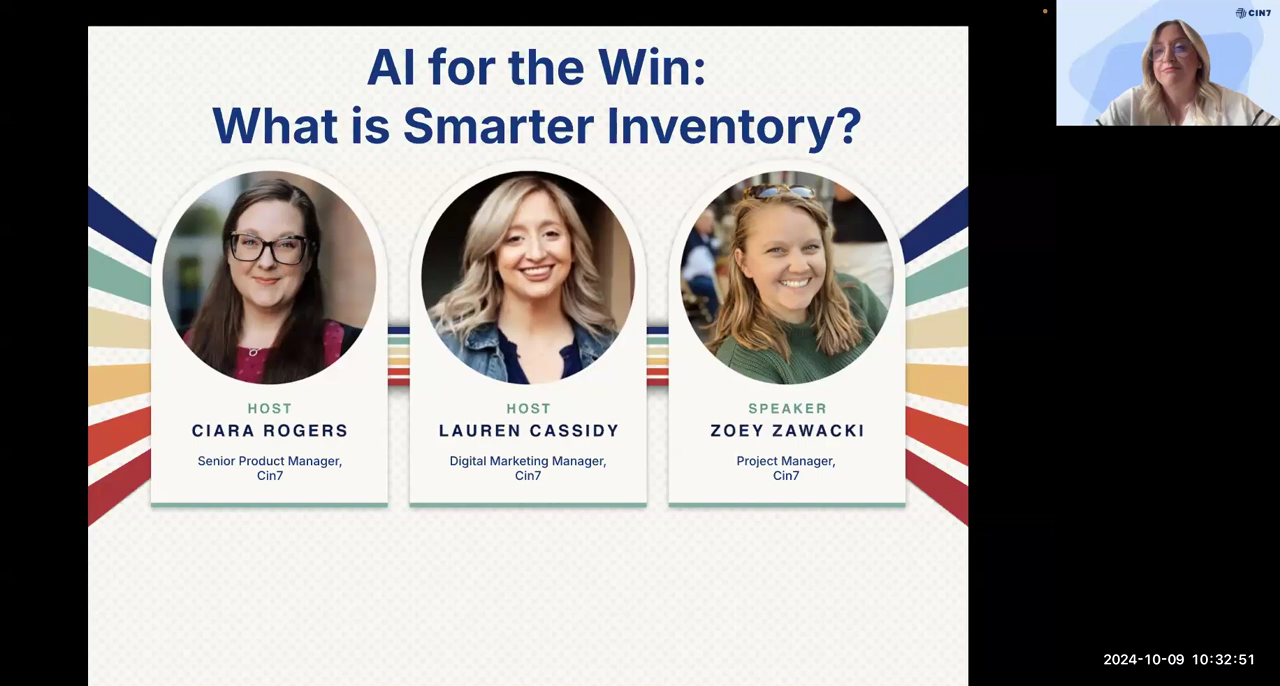 AI for the Win:
What is Smarter Inventory?
HOST
CIARA ROGERS
Senior Product Manager,
Cin7
HOST
LAUREN CASSIDY
Digital Marketing Manager,
Cin7
SPEAKER
ZOEY ZAWACKI
Project Manager,
Cin7
CIN7
2024-10-09 10:32:51